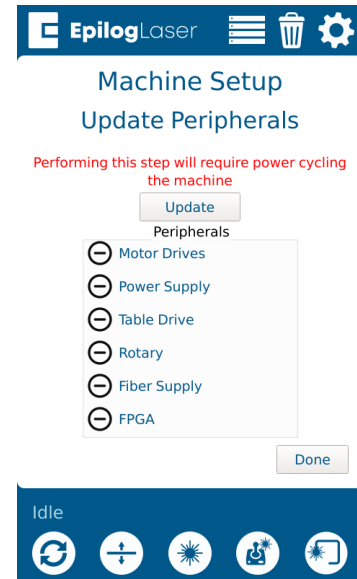 EpilogLaser
Machine Setup
Update Peripherals
Performing this step will require power cycling
the machine
Update
Peripherals
Motor Drives
Power Supply
Table Drive
Rotary
Fiber Supply
FPGA
Done
Idle